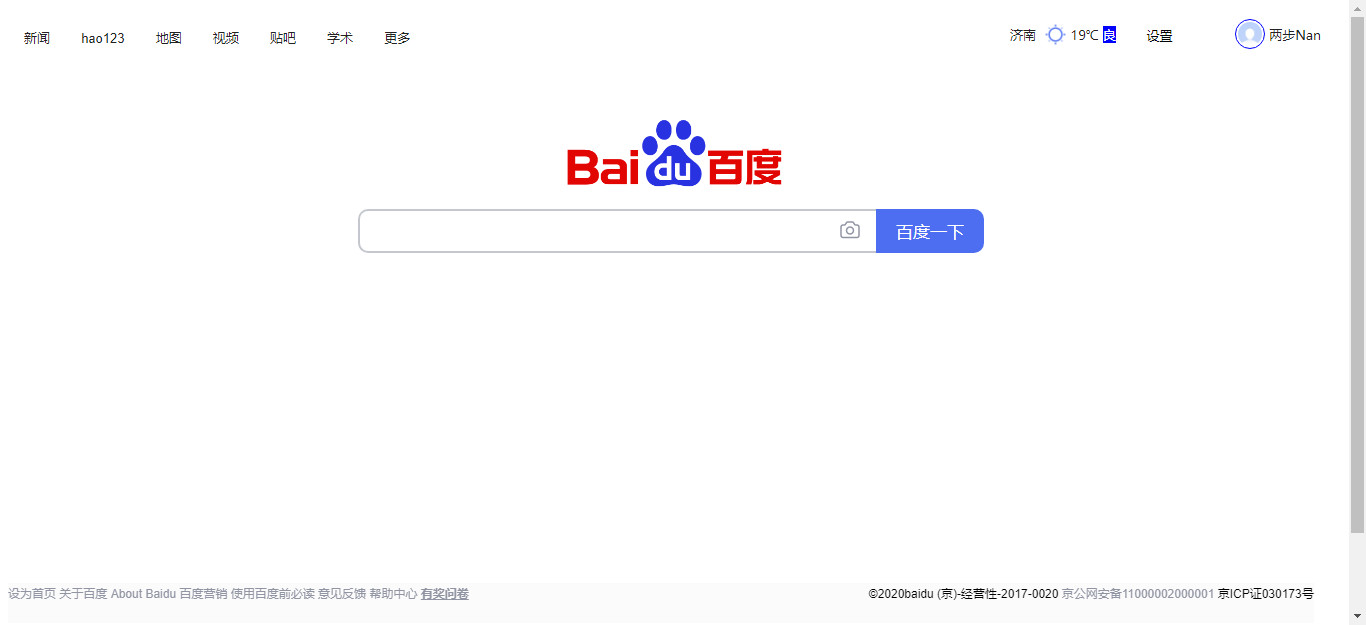 新闻 hao123 地图 视频 贴吧 学术 更多 济南 19℃ 良 设置 两步Nan
Bai du 百度
百度一下
设为首页 关于百度 About Baidu 百度营销 使用百度前必读 意见反馈 帮助中心 有奖问卷 ©2020baidu (京)-经营性-2017-0020 京公网安备11000002000001 京ICP证030173号